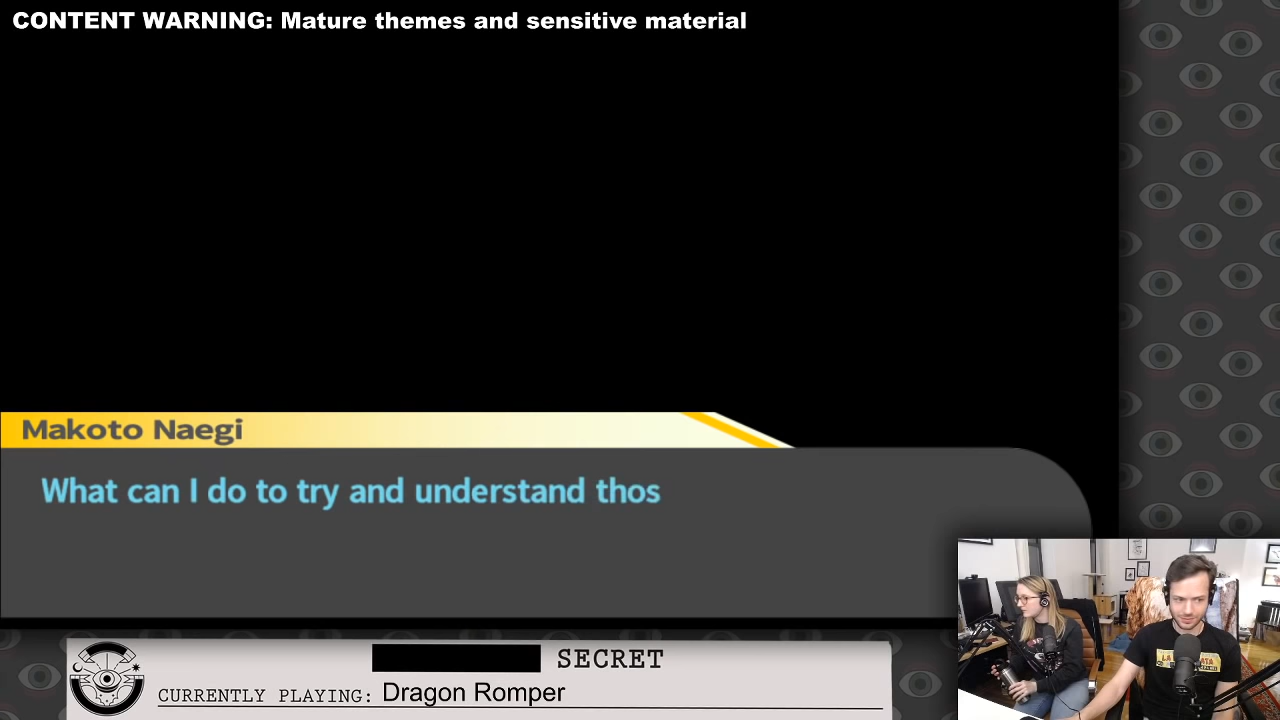 CONTENT WARNING: Mature themes and sensitive material
Makoto Naegi
What can I do to try and understand thos
SECRET
CURRENTLY PLAYING: Dragon Romper